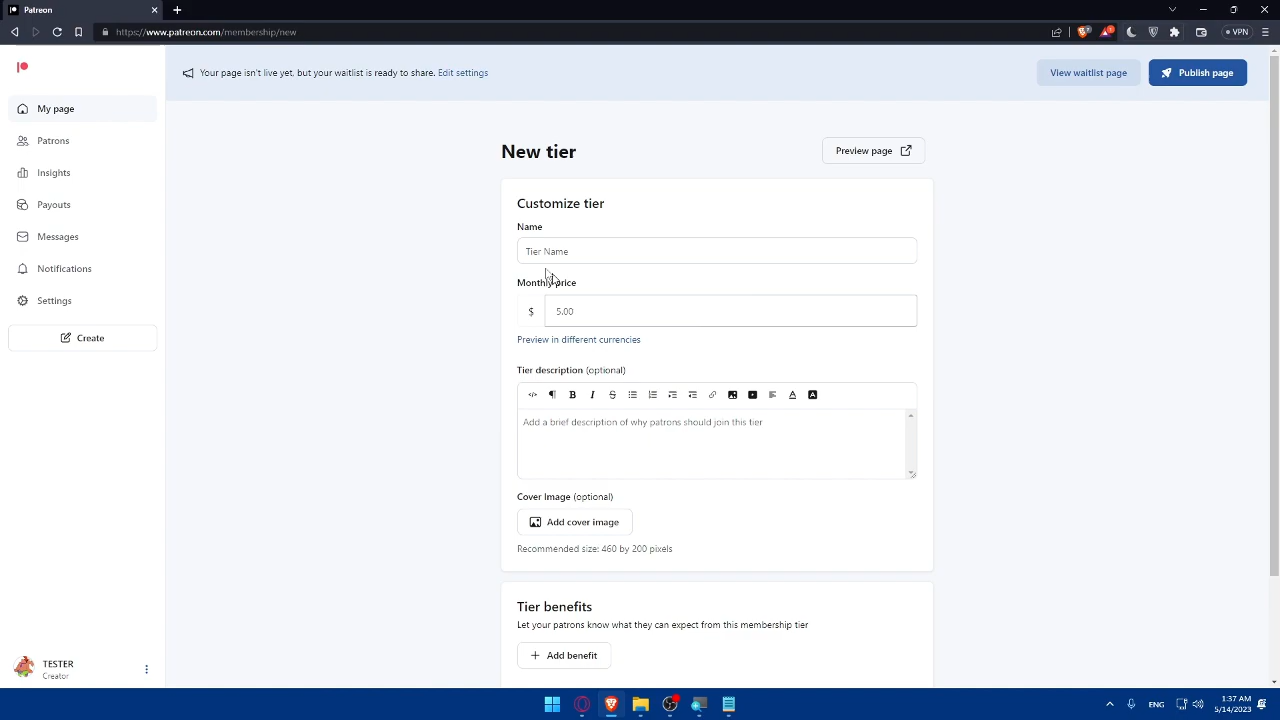 Patreon
https://www.patreon.com/membership/new
VPN
Your page isn't live yet, but your waitlist is ready to share. Edit settings
View waitlist page
Publish page
My page
Patrons
Insights
Payouts
Messages
Notifications
Settings
Create
New tier
Preview page
Customize tier
Name
Tier Name
Monthly price
$ 5.00
Preview in different currencies
Tier description (optional)
Add a brief description of why patrons should join this tier
Cover Image (optional)
Add cover image
Recommended size: 460 by 200 pixels
Tier benefits
Let your patrons know what they can expect from this membership tier
Add benefit
TESTER
Creator
ENG
1:37 AM
5/14/2023